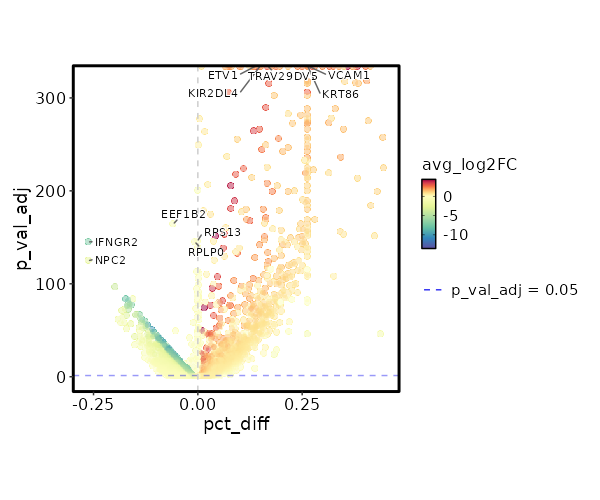 ETV1
TRAV29DV5
VCAM1
KIR2DL4
KRT86
EEF1B2
RPS13
IFNGR2
RPLP0
NPC2
300
200
100
0
p_val_adj
-0.25
0.00
0.25
pct_diff
avg_log2FC
0
-5
-10
p_val_adj = 0.05